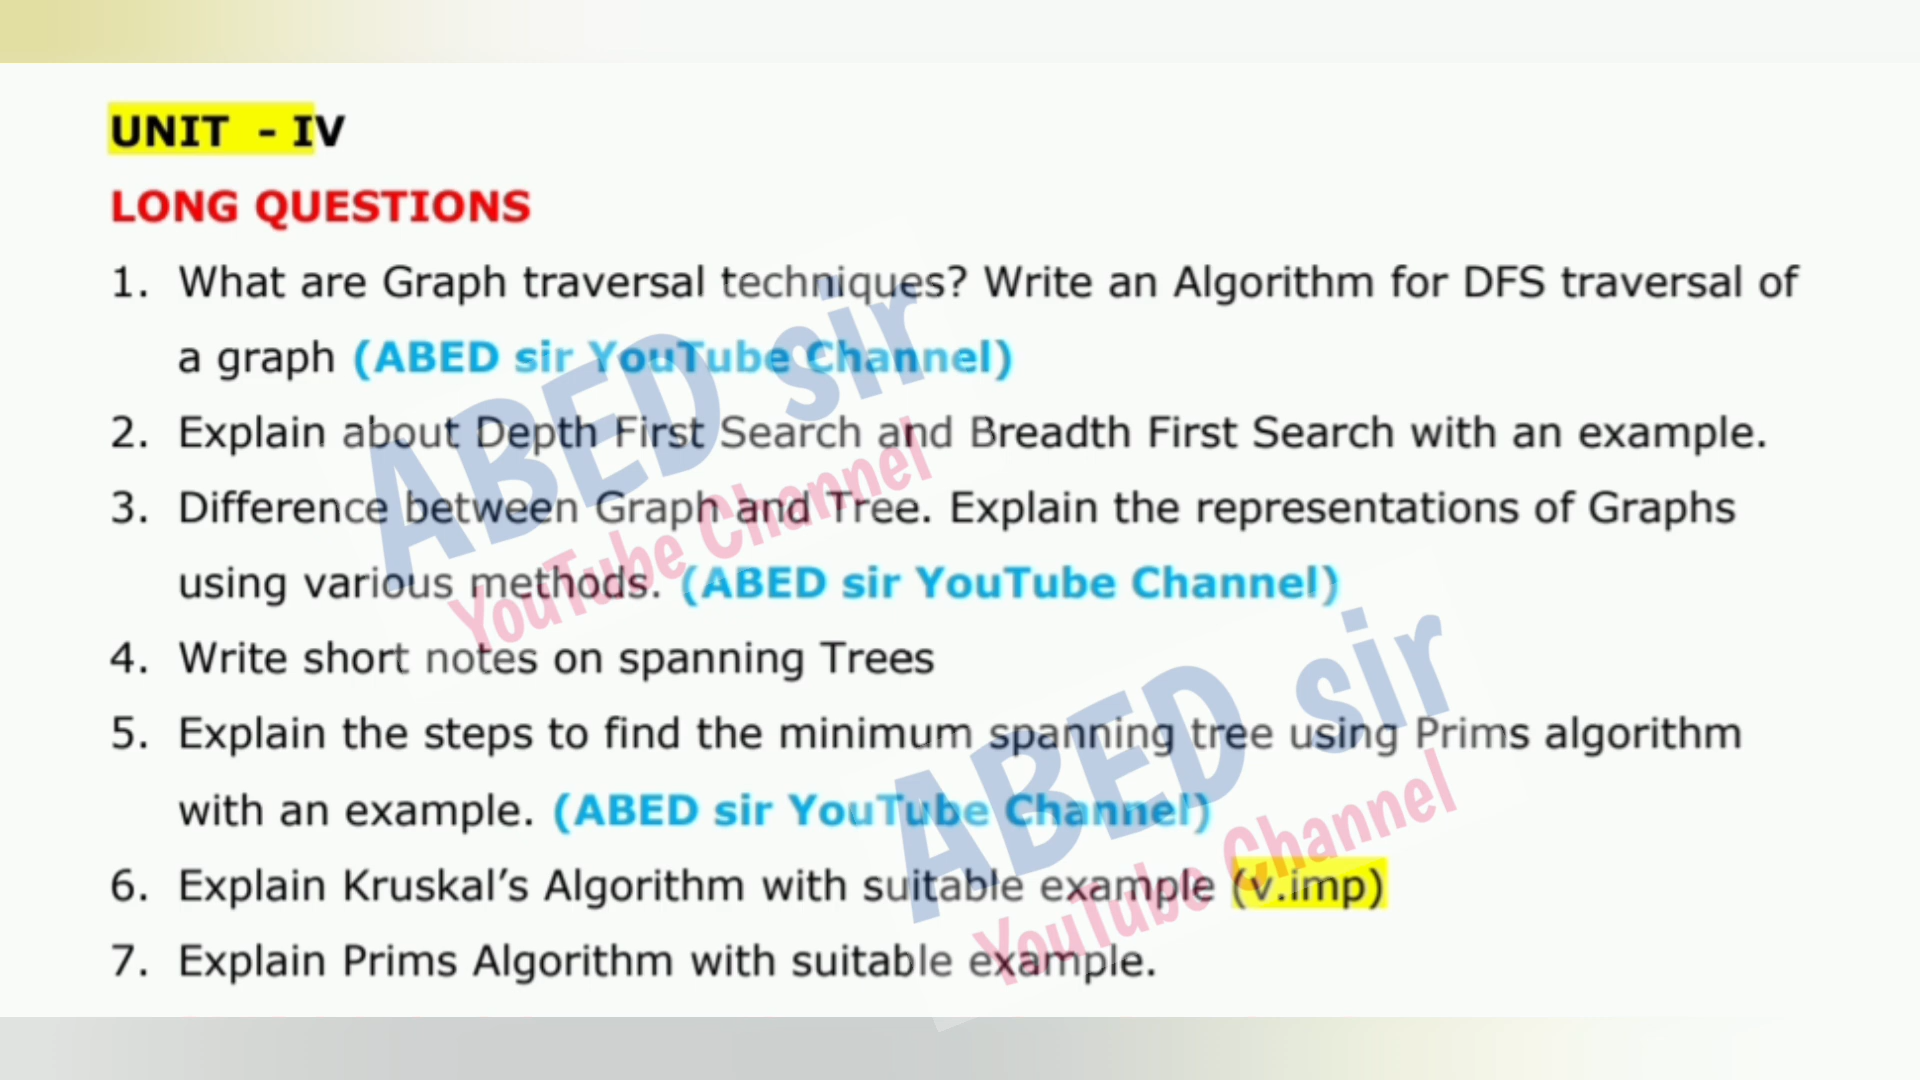 UNIT - IV
LONG QUESTIONS
1. What are Graph traversal techniques? Write an Algorithm for DFS traversal of
a graph (ABED sir YouTube Channel)
2. Explain about Depth First Search and Breadth First Search with an example.
3. Difference between Graph and Tree. Explain the representations of Graphs
using various methods. (ABED sir YouTube Channel)
4. Write short notes on spanning Trees
5. Explain the steps to find the minimum spanning tree using Prims algorithm
with an example. (ABED sir YouTube Channel)
6. Explain Kruskal’s Algorithm with suitable example (v.imp)
7. Explain Prims Algorithm with suitable example.
ABED sir
YouTube Channel
ABED sir
YouTube Channel